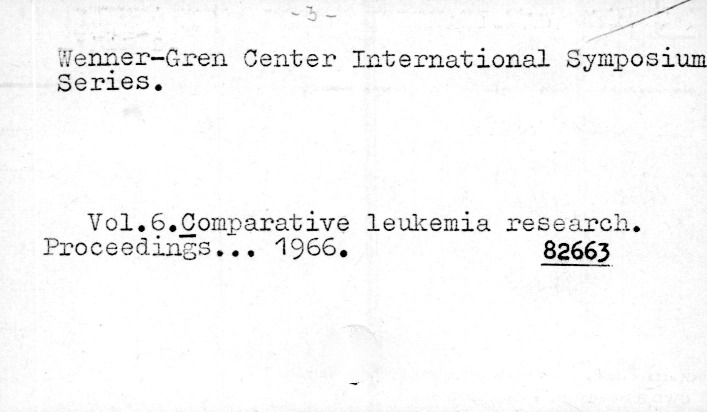 - 3 -
Wenner-Gren Center International Symposium
Series.
Vol.6.Comparative leukemia research.
Proceedings... 1966. 82663